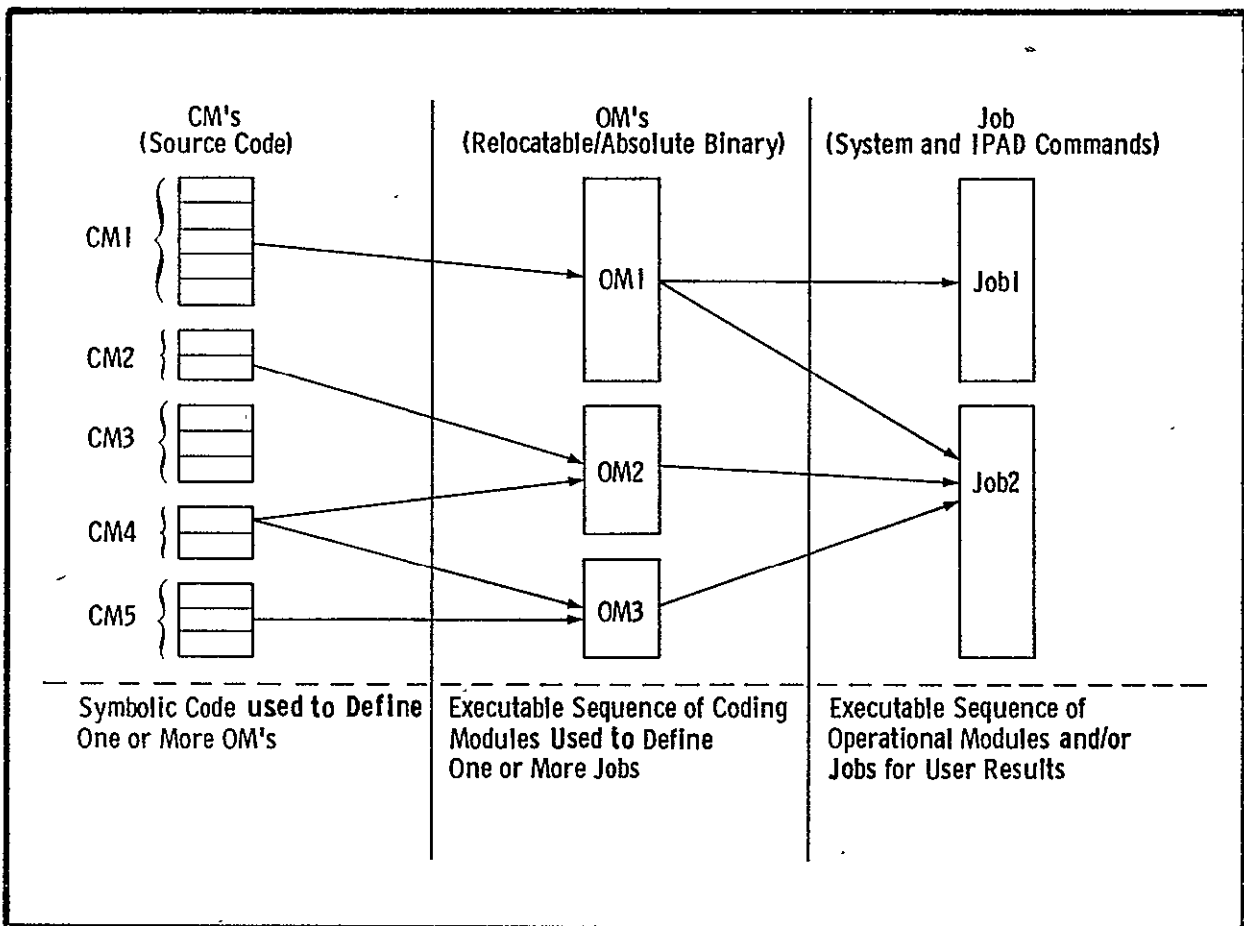 CM's
(Source Code)
CM1
CM2
CM3
CM4
CM5
Symbolic Code used to Define
One or More OM's
OM's
(Relocatable/Absolute Binary)
OM1
OM2
OM3
Executable Sequence of Coding
Modules Used to Define
One or More Jobs
Job
(System and IPAD Commands)
Job1
Job2
Executable Sequence of
Operational Modules and/or
Jobs for User Results